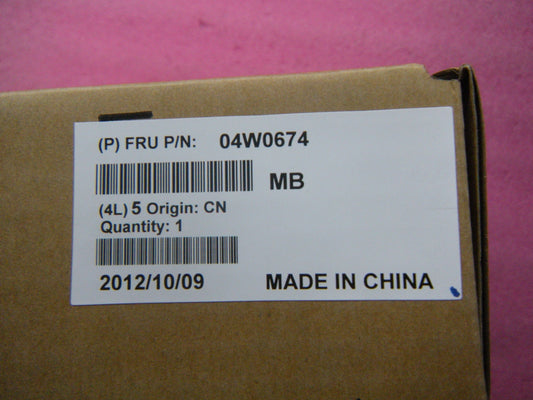 (P) FRU P/N: 04W0674
MB
(4L) 5 Origin: CN
Quantity: 1
2012/10/09 MADE IN CHINA